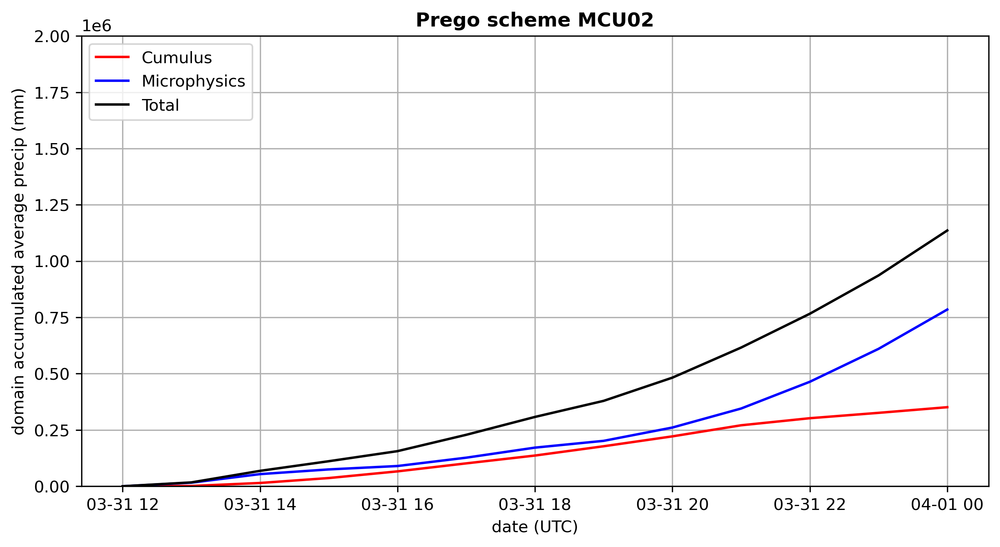 Prego scheme MCU02
1e6
2.00
1.75
1.50
1.25
1.00
0.75
0.50
0.25
0.00
domain accumulated average precip (mm)
Cumulus
Microphysics
Total
03-31 12
03-31 14
03-31 16
03-31 18
03-31 20
03-31 22
04-01 00
date (UTC)